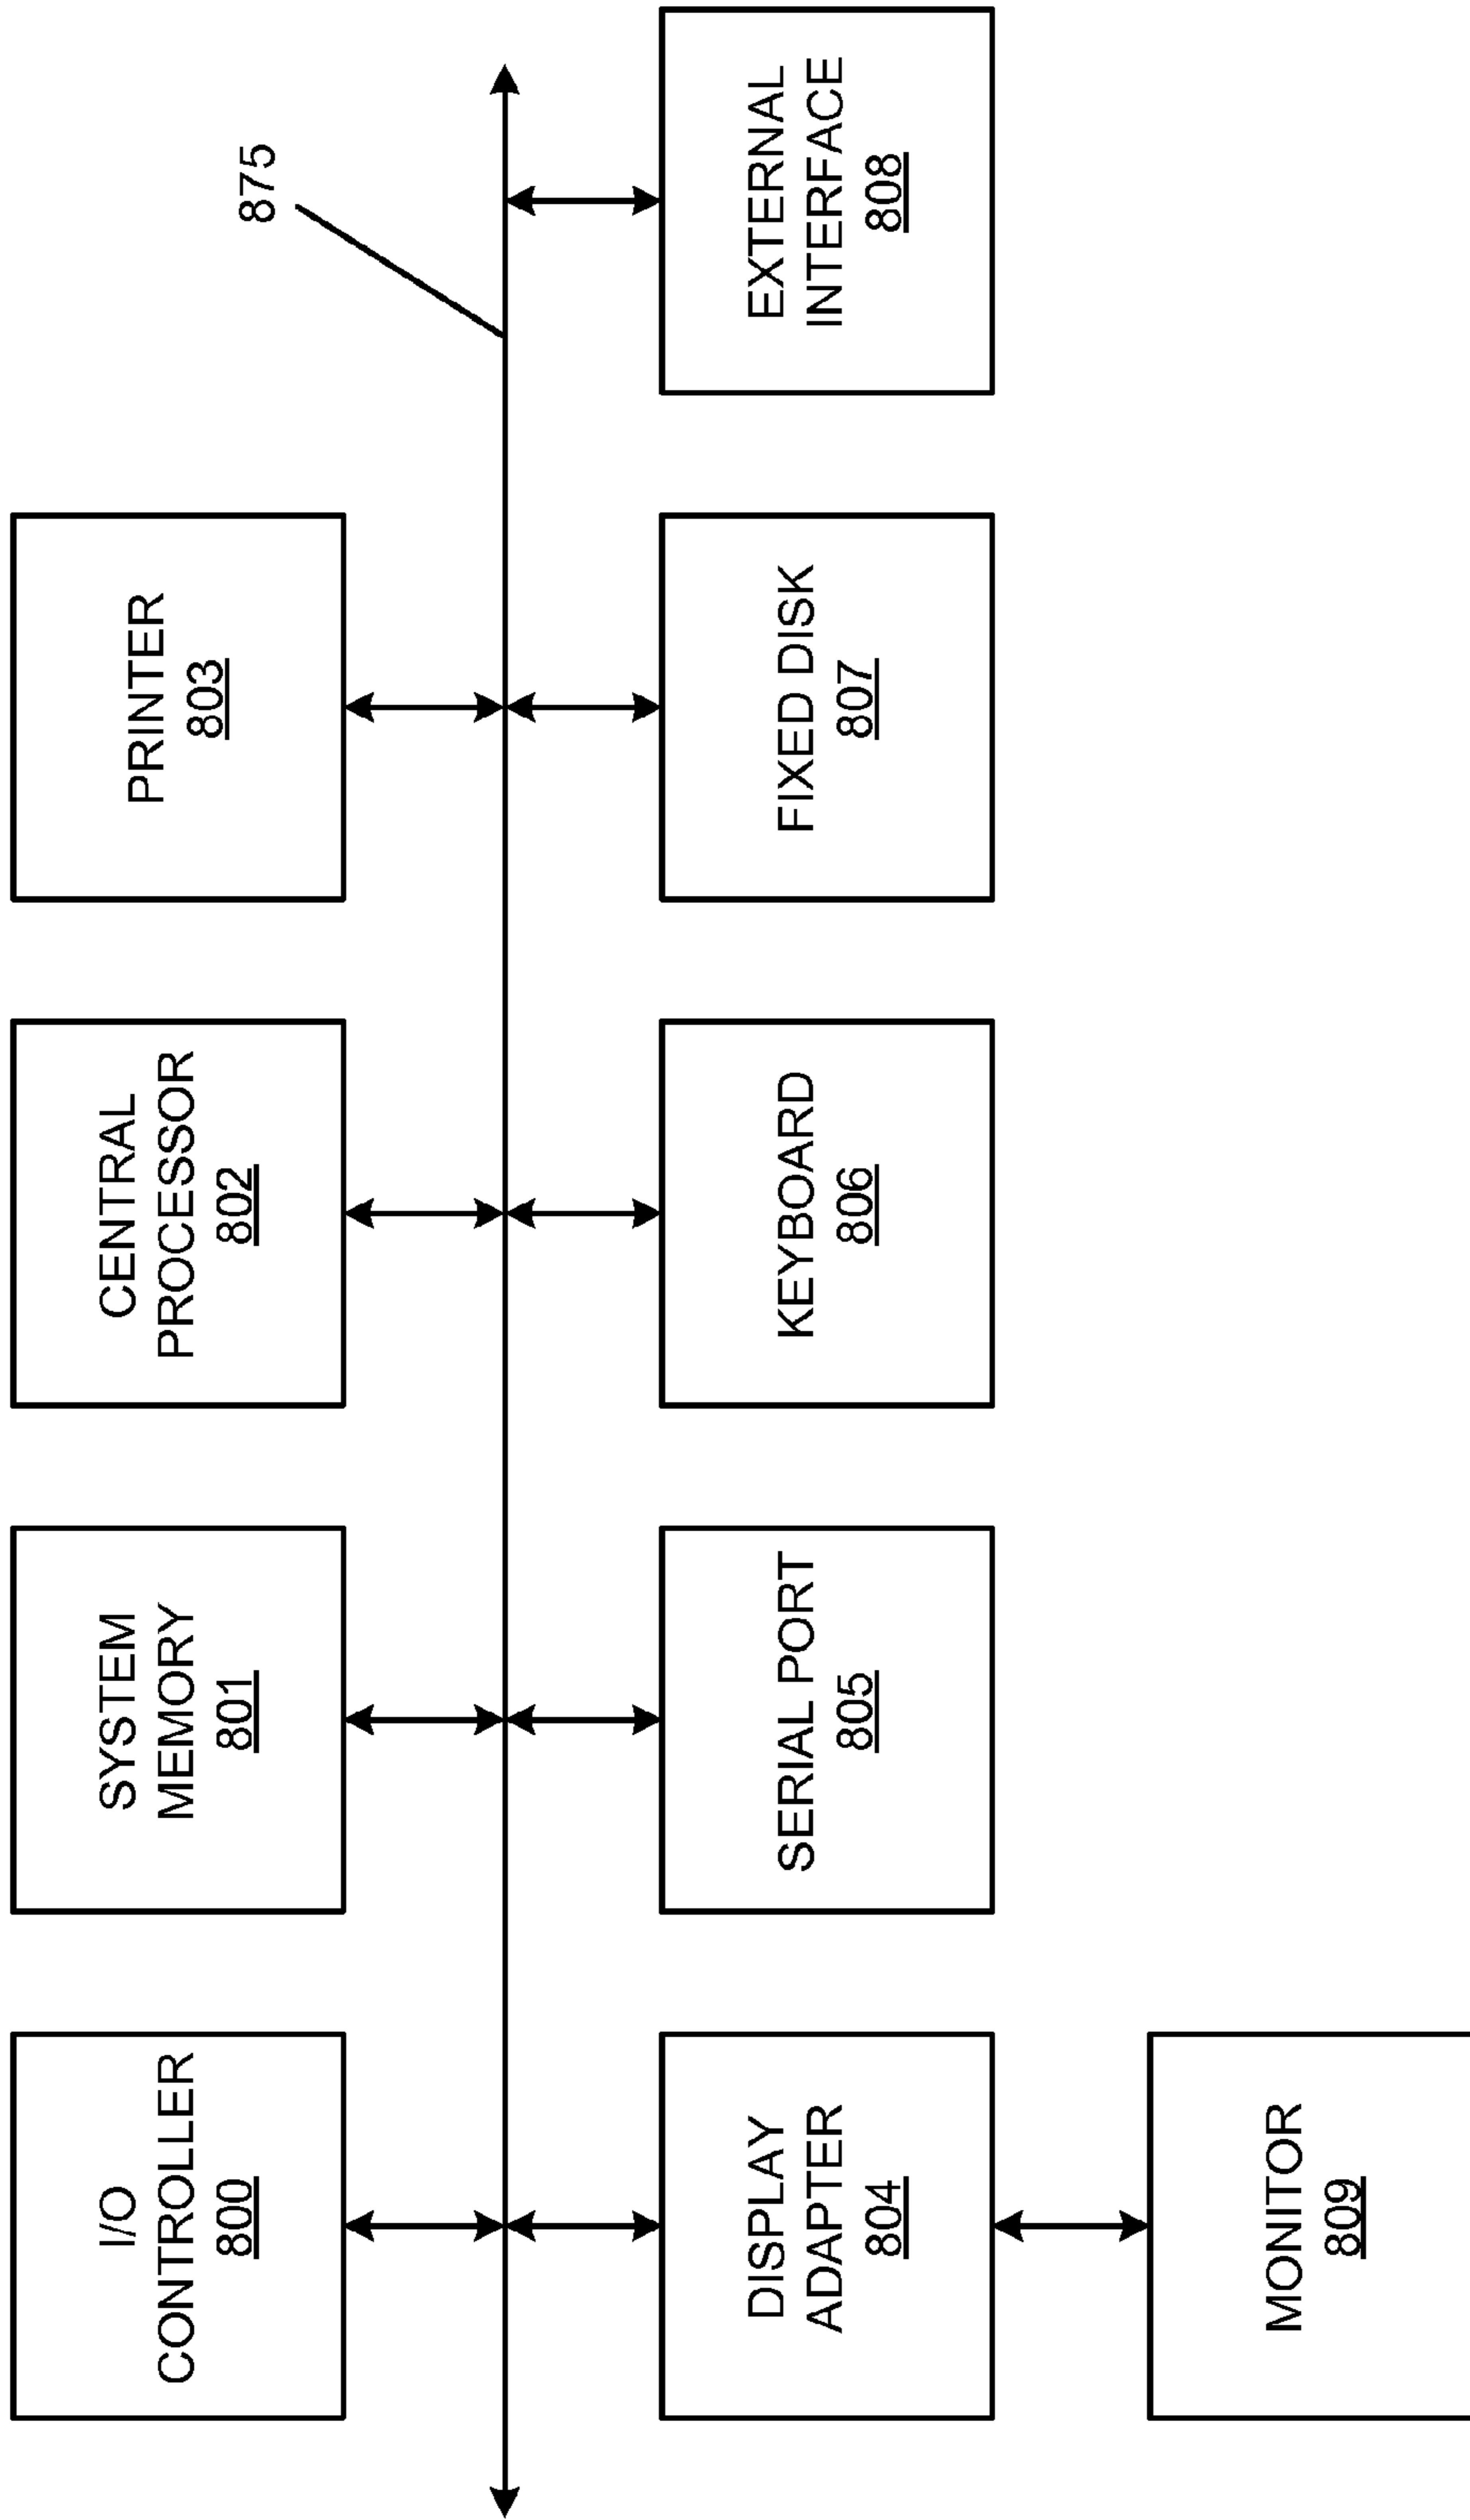 I/O
CONTROLLER
800
SYSTEM
MEMORY
801
CENTRAL
PROCESSOR
802
PRINTER
803
875
DISPLAY
ADAPTER
804
SERIAL PORT
805
KEYBOARD
806
FIXED DISK
807
EXTERNAL
INTERFACE
808
MONITOR
809